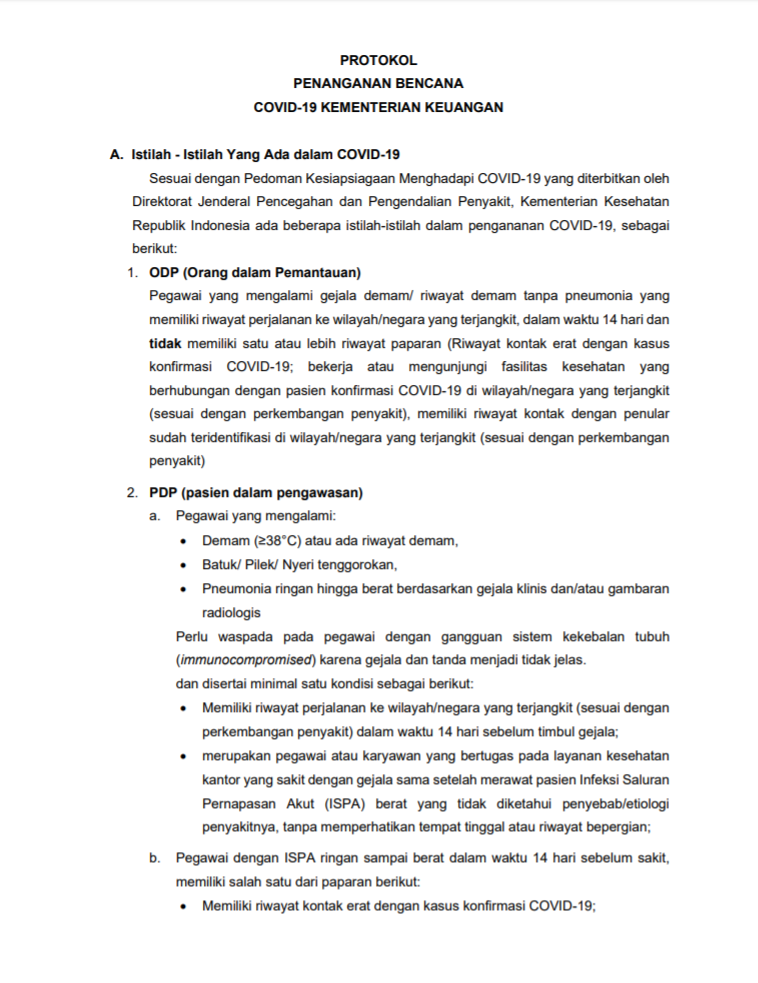 PROTOKOL
PENANGANAN BENCANA
COVID-19 KEMENTERIAN KEUANGAN
A. Istilah - Istilah Yang Ada dalam COVID-19
Sesuai dengan Pedoman Kesiapsiagaan Menghadapi COVID-19 yang diterbitkan oleh
Direktorat Jenderal Pencegahan dan Pengendalian Penyakit, Kementerian Kesehatan
Republik Indonesia ada beberapa istilah-istilah dalam pengananan COVID-19, sebagai
berikut:
1. ODP (Orang dalam Pemantauan)
Pegawai yang mengalami gejala demam/ riwayat demam tanpa pneumonia yang
memiliki riwayat perjalanan ke wilayah/negara yang terjangkit, dalam waktu 14 hari dan
tidak memiliki satu atau lebih riwayat paparan (Riwayat kontak erat dengan kasus
konfirmasi COVID-19; bekerja atau mengunjungi fasilitas kesehatan yang
berhubungan dengan pasien konfirmasi COVID-19 di wilayah/negara yang terjangkit
(sesuai dengan perkembangan penyakit), memiliki riwayat kontak dengan penular
sudah teridentifikasi di wilayah/negara yang terjangkit (sesuai dengan perkembangan
penyakit)
2. PDP (pasien dalam pengawasan)
a. Pegawai yang mengalami:
• Demam (≥38°C) atau ada riwayat demam,
• Batuk/ Pilek/ Nyeri tenggorokan,
• Pneumonia ringan hingga berat berdasarkan gejala klinis dan/atau gambaran
radiologis
Perlu waspada pada pegawai dengan gangguan sistem kekebalan tubuh
(immunocompromised) karena gejala dan tanda menjadi tidak jelas.
dan disertai minimal satu kondisi sebagai berikut:
• Memiliki riwayat perjalanan ke wilayah/negara yang terjangkit (sesuai dengan
perkembangan penyakit) dalam waktu 14 hari sebelum timbul gejala;
• merupakan pegawai atau karyawan yang bertugas pada layanan kesehatan
kantor yang sakit dengan gejala sama setelah merawat pasien Infeksi Saluran
Pernapasan Akut (ISPA) berat yang tidak diketahui penyebab/etiologi
penyakitnya, tanpa memperhatikan tempat tinggal atau riwayat bepergian;
b. Pegawai dengan ISPA ringan sampai berat dalam waktu 14 hari sebelum sakit,
memiliki salah satu dari paparan berikut:
• Memiliki riwayat kontak erat dengan kasus konfirmasi COVID-19;